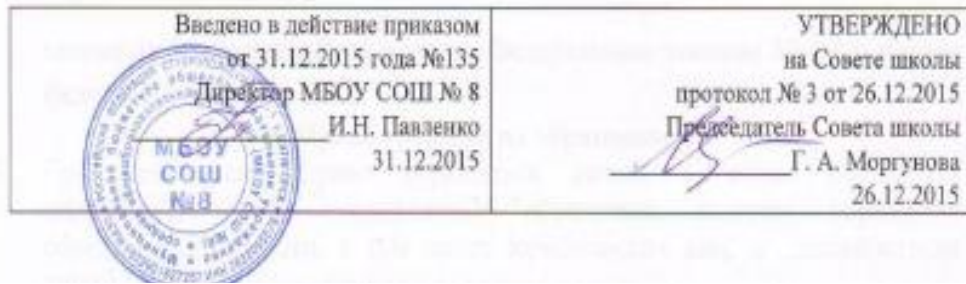 Введено в действие приказом
от 31.12.2015 года №135
Директор МБОУ СОШ № 8
И.Н. Павленко
31.12.2015
МБОУ
СОШ
№8
УТВЕРЖДЕНО
на Совете школы
протокол № 3 от 26.12.2015
Председатель Совета школы
Г. А. Моргунова
26.12.2015